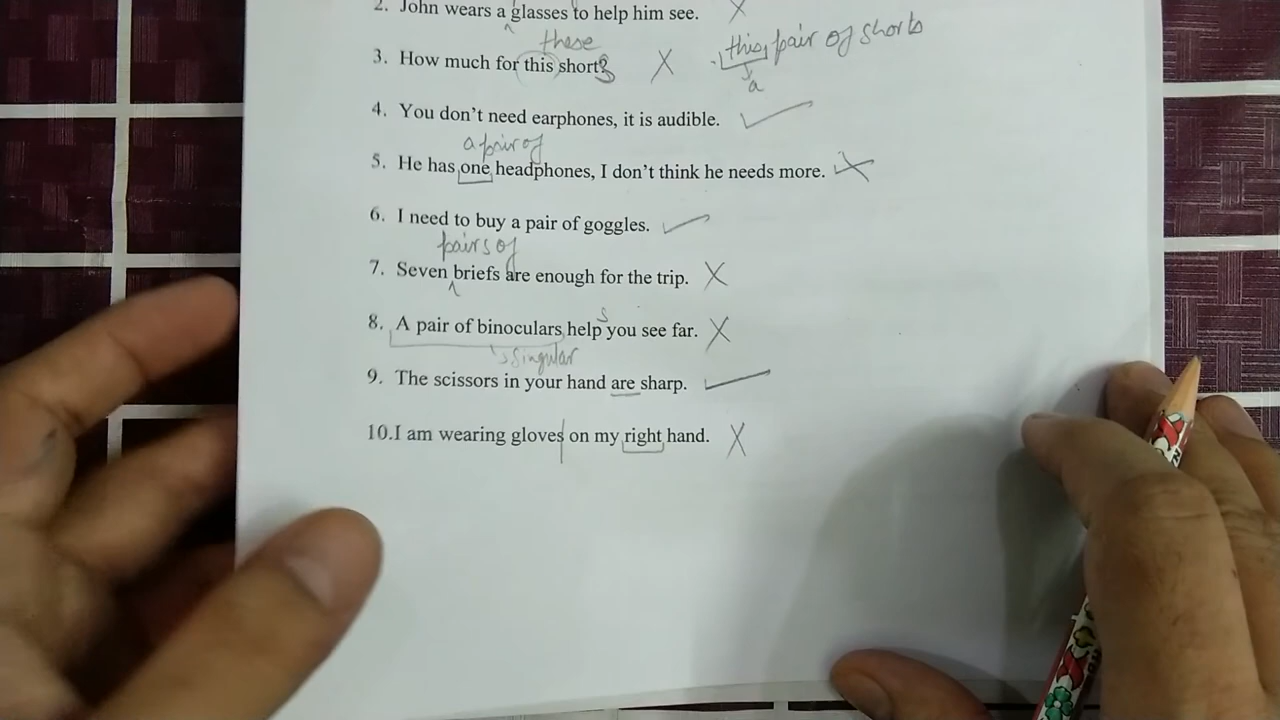 2. John wears a glasses to help him see. X
^
these this pair of shorts
3. How much for this short? s X
a
4. You don't need earphones, it is audible. ✓
a pair of
5. He has one headphones, I don't think he needs more. X
6. I need to buy a pair of goggles. ✓
pairs of
7. Seven briefs are enough for the trip. X
^
s
8. A pair of binoculars help you see far. X
is singular
9. The scissors in your hand are sharp. ✓
10.I am wearing gloves on my right hand. X